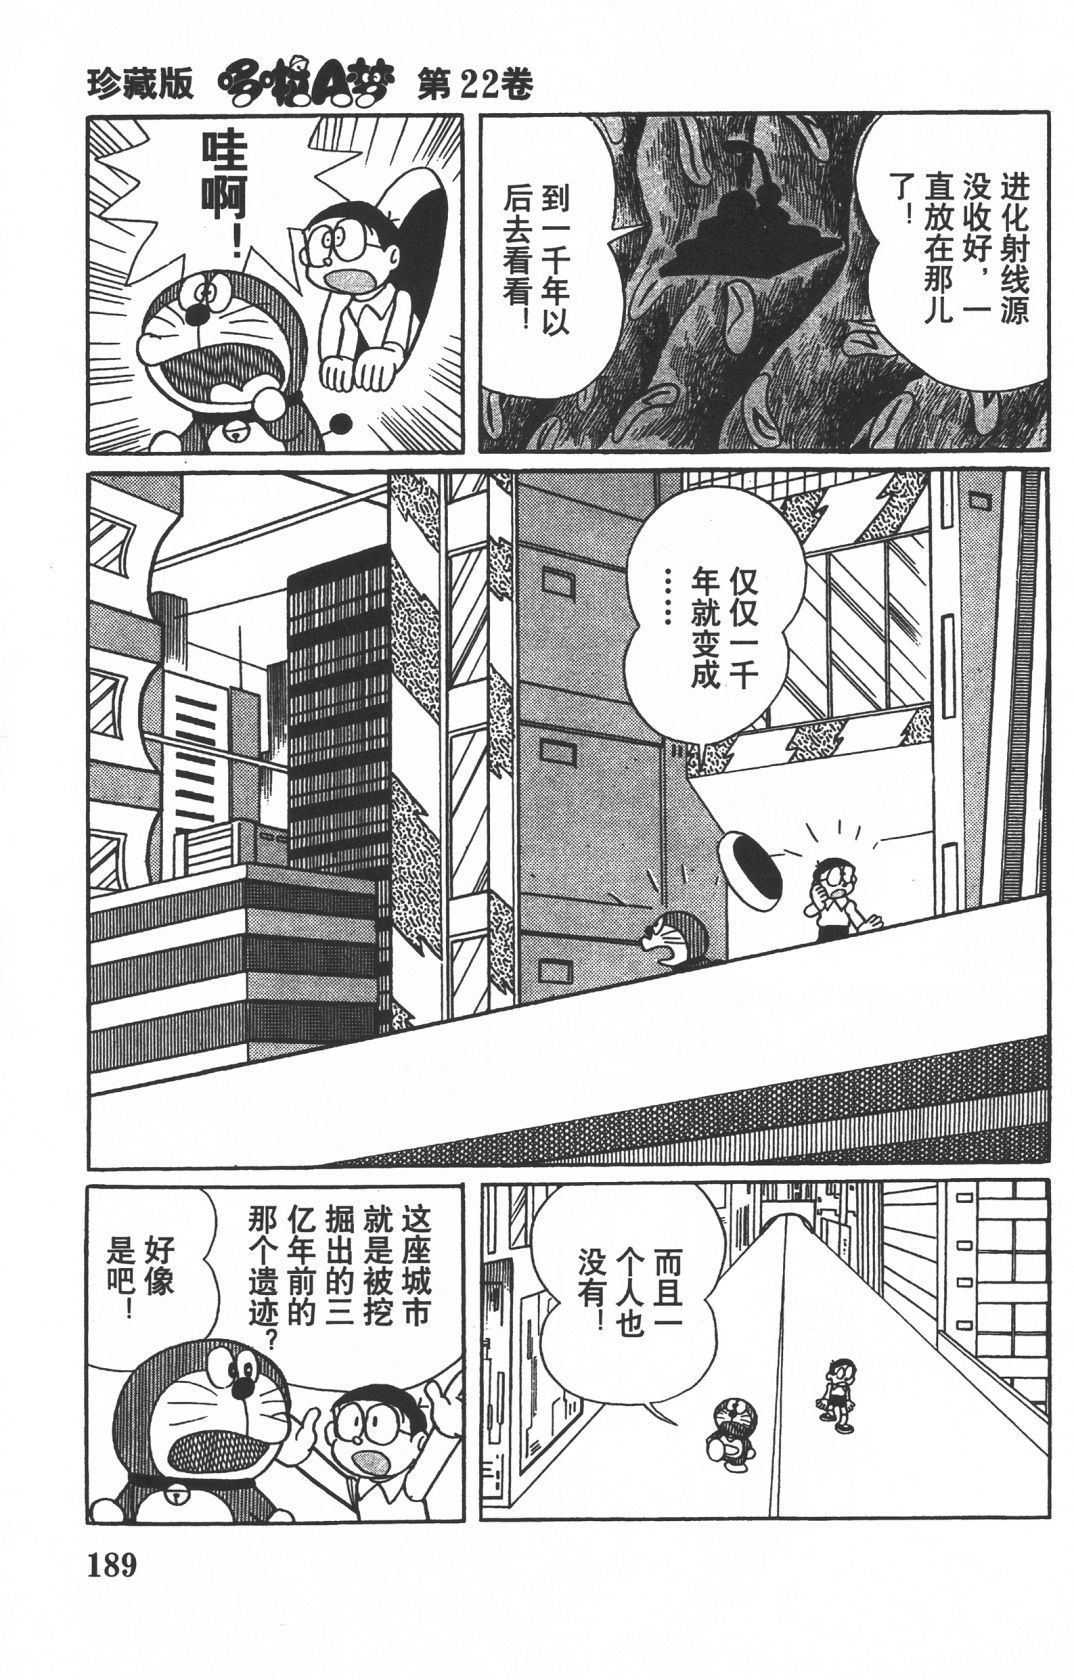 珍藏版 哆啦A梦 第22卷
进化射线源
没收好，一
直放在那儿
了！
到一千年以
后去看看！
哇
啊！
仅仅一千
年就变成
……
而且一
个人也
没有！
这座城市
就是被挖
掘出的三
亿年前的
那个遗迹？
好像
是吧！
189